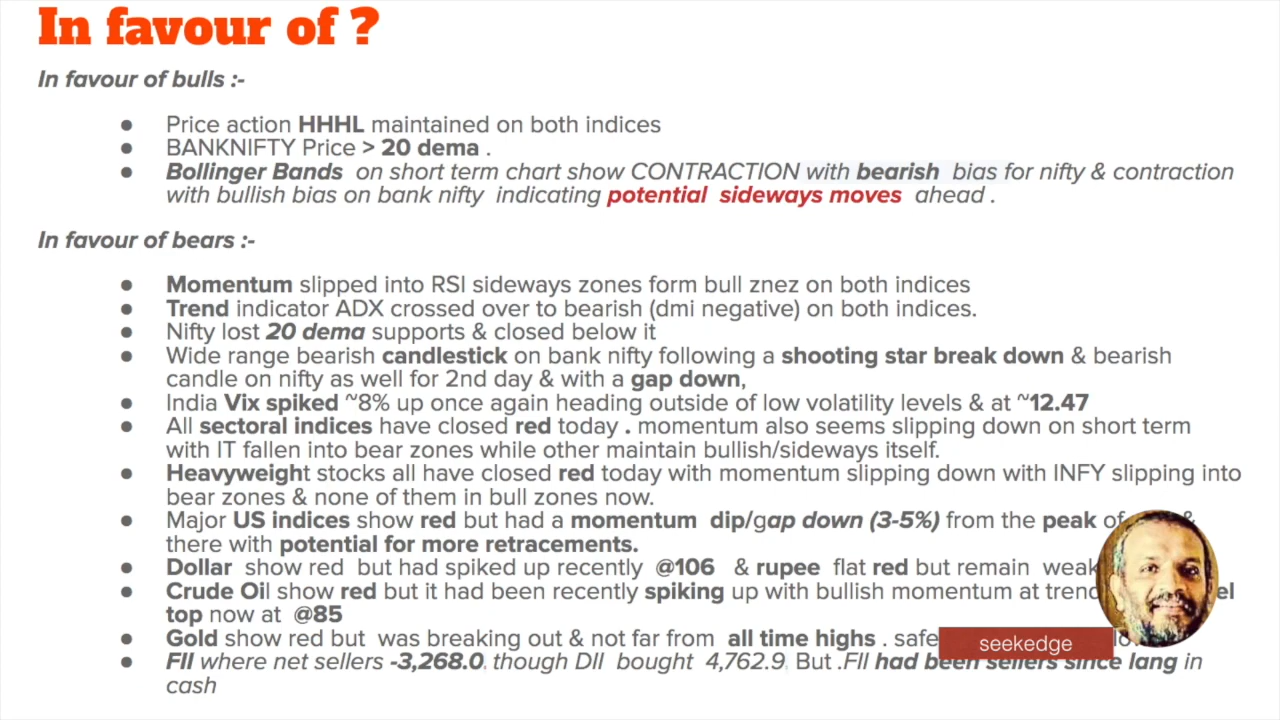 In favour of ?
In favour of bulls :-
● Price action HHHL maintained on both indices
● BANKNIFTY Price > 20 dema .
● Bollinger Bands on short term chart show CONTRACTION with bearish bias for nifty & contraction
with bullish bias on bank nifty indicating potential sideways moves ahead .
In favour of bears :-
● Momentum slipped into RSI sideways zones form bull znez on both indices
● Trend indicator ADX crossed over to bearish (dmi negative) on both indices.
● Nifty lost 20 dema supports & closed below it
● Wide range bearish candlestick on bank nifty following a shooting star break down & bearish
candle on nifty as well for 2nd day & with a gap down,
● India Vix spiked ~8% up once again heading outside of low volatility levels & at ~12.47
● All sectoral indices have closed red today . momentum also seems slipping down on short term
with IT fallen into bear zones while other maintain bullish/sideways itself.
● Heavyweight stocks all have closed red today with momentum slipping down with INFY slipping into
bear zones & none of them in bull zones now.
● Major US indices show red but had a momentum dip/gap down (3-5%) from the peak of &
there with potential for more retracements.
● Dollar show red but had spiked up recently @106 & rupee flat red but remain weak
● Crude Oil show red but it had been recently spiking up with bullish momentum at
top now at @85
● Gold show red but was breaking out & not far from all time highs .
seekedge
● FII where net sellers -3,268.0 though DII bought 4,762.9 But .FII had been sellers since lang in
cash